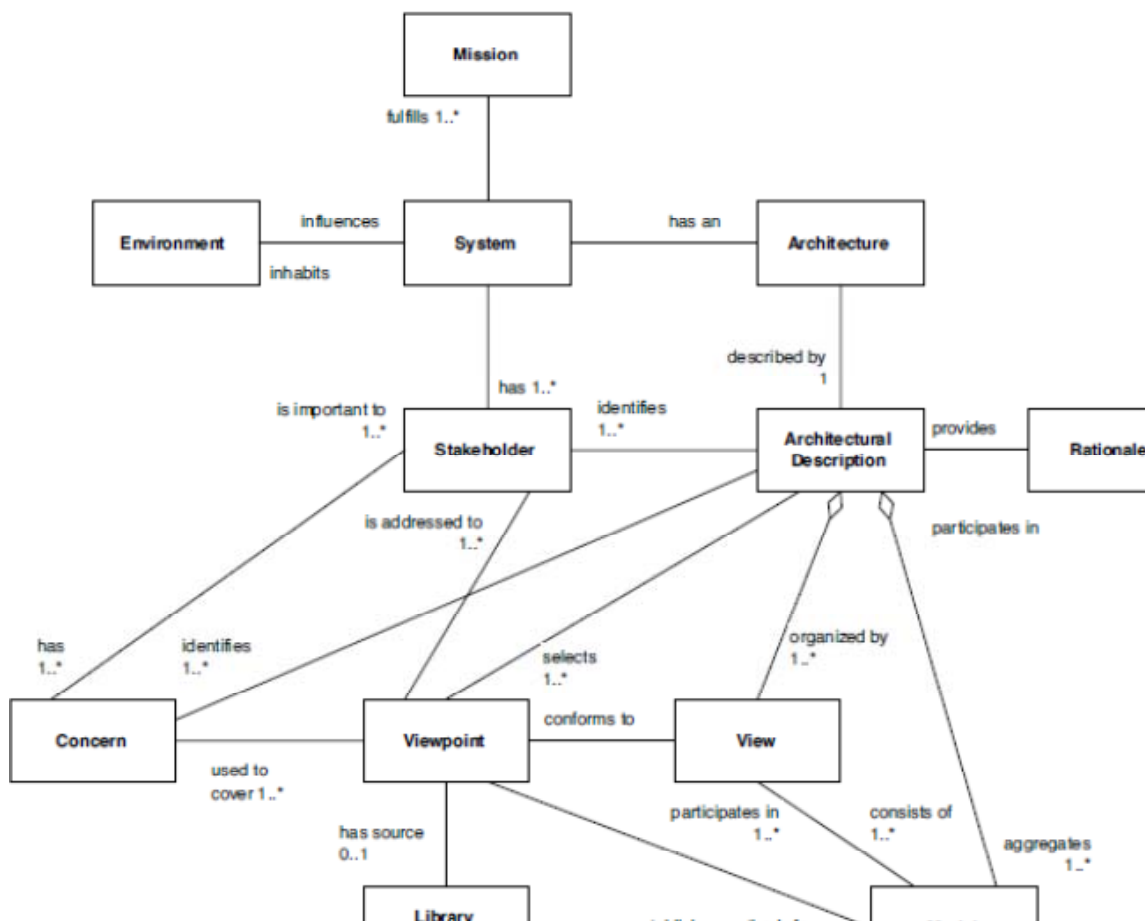 Mission
fulfills 1..*
Environment
influences
inhabits
System
has an
Architecture
described by
1
has 1..*
is important to
1..*
Stakeholder
identifies
1..*
Architectural
Description
provides
Rationale
is addressed to
1..*
participates in
has
1..*
identifies
1..*
selects
1..*
organized by
1..*
Concern
Viewpoint
conforms to
View
used to
cover 1..*
has source
0..1
participates in
1..*
consists of
1..*
aggregates
1..*
Library